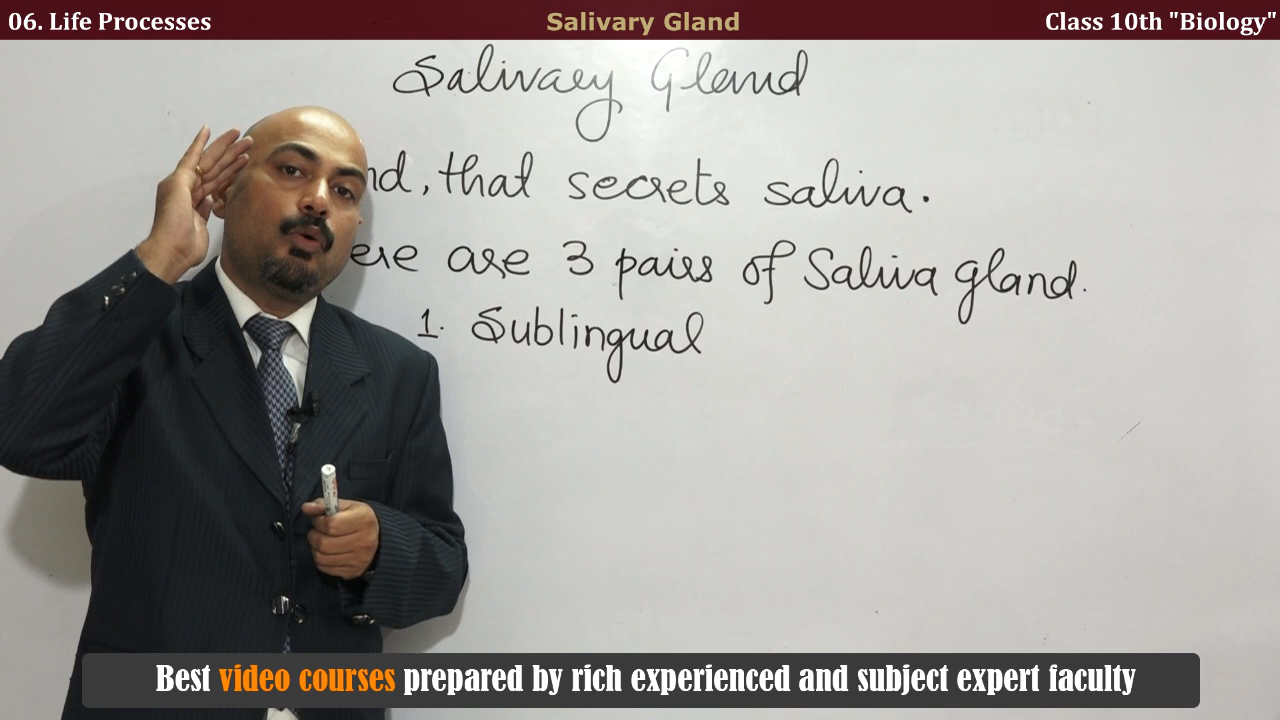 06. Life Processes
Salivary Gland
Class 10th "Biology"
Salivary Gland
nd, that secrets saliva.
ere are 3 pairs of Saliva gland.
1. Sublingual
Best video courses prepared by rich experienced and subject expert faculty